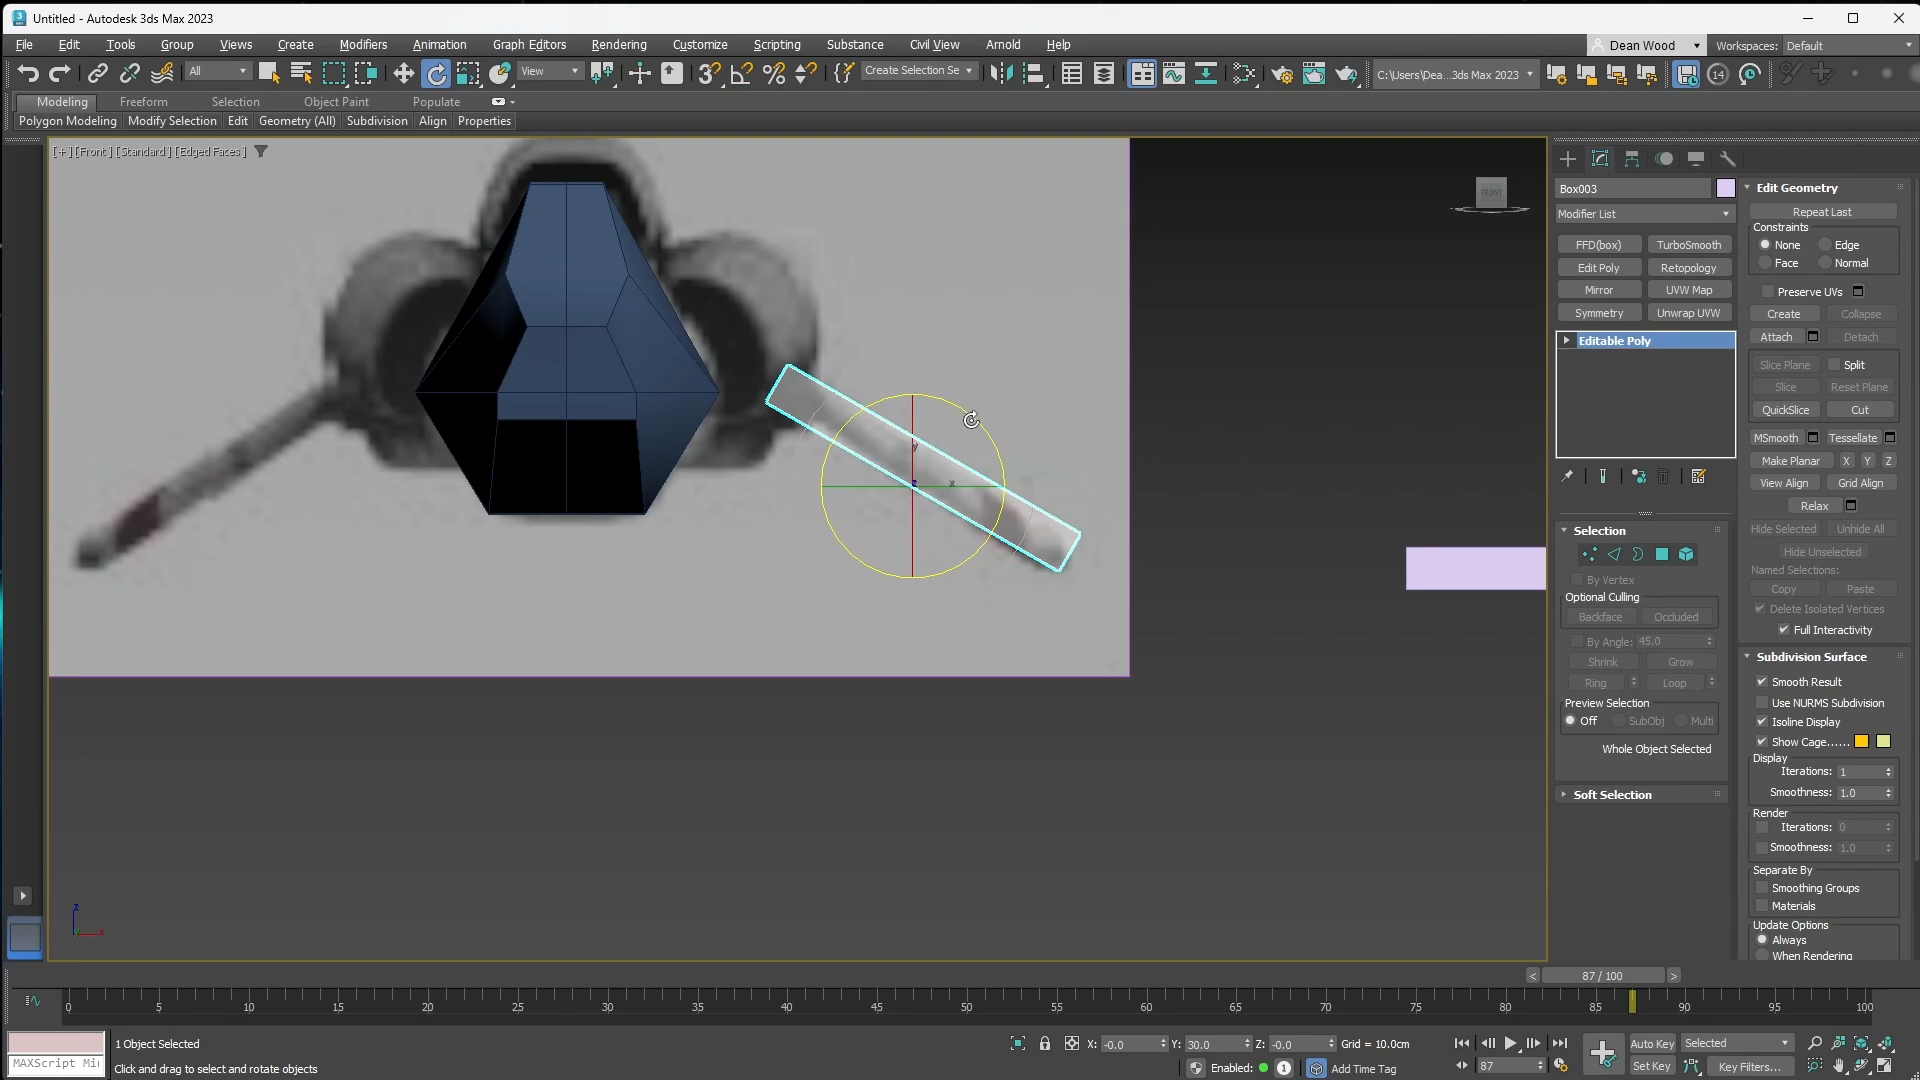 Untitled - Autodesk 3ds Max 2023
File Edit Tools Group Views Create Modifiers Animation Graph Editors Rendering Customize Scripting Substance Civil View Arnold Help
Dean Wood Workspaces: Default
All View Create Selection Se C:\Users\Dea...3ds Max 2023 14
Modeling Freeform Selection Object Paint Populate
Polygon Modeling Modify Selection Edit Geometry (All) Subdivision Align Properties
[+] [Front] [Standard] [Edged Faces]
FRONT
y
x
z
z
x
Box003
Modifier List
FFD(box) TurboSmooth
Edit Poly Retopology
Mirror UVW Map
Symmetry Unwrap UVW
Editable Poly
Selection
By Vertex
Optional Culling
Backface Occluded
By Angle: 45.0
Shrink Grow
Ring Loop
Preview Selection
Off SubObj Multi
Whole Object Selected
Soft Selection
Edit Geometry
Repeat Last
Constraints
None Edge
Face Normal
Preserve UVs
Create Collapse
Attach Detach
Slice Plane Split
Slice Reset Plane
QuickSlice Cut
MSmooth Tessellate
Make Planar X Y Z
View Align Grid Align
Relax
Hide Selected Unhide All
Hide Unselected
Named Selections:
Copy Paste
Delete Isolated Vertices
Full Interactivity
Subdivision Surface
Smooth Result
Use NURMS Subdivision
Isoline Display
Show Cage......
Display
Iterations: 1
Smoothness: 1.0
Render
Iterations: 0
Smoothness: 1.0
Separate By
Smoothing Groups
Materials
Update Options
Always
When Rendering
< 87 / 100 >
0 5 10 15 20 25 30 35 40 45 50 55 60 65 70 75 80 85 90 95 100
1 Object Selected X: -0.0 Y: 30.0 Z: -0.0 Grid = 10.0cm Auto Key Selected
MAXScript Mi Click and drag to select and rotate objects Enabled: 1 Add Time Tag 87 Set Key Key Filters...